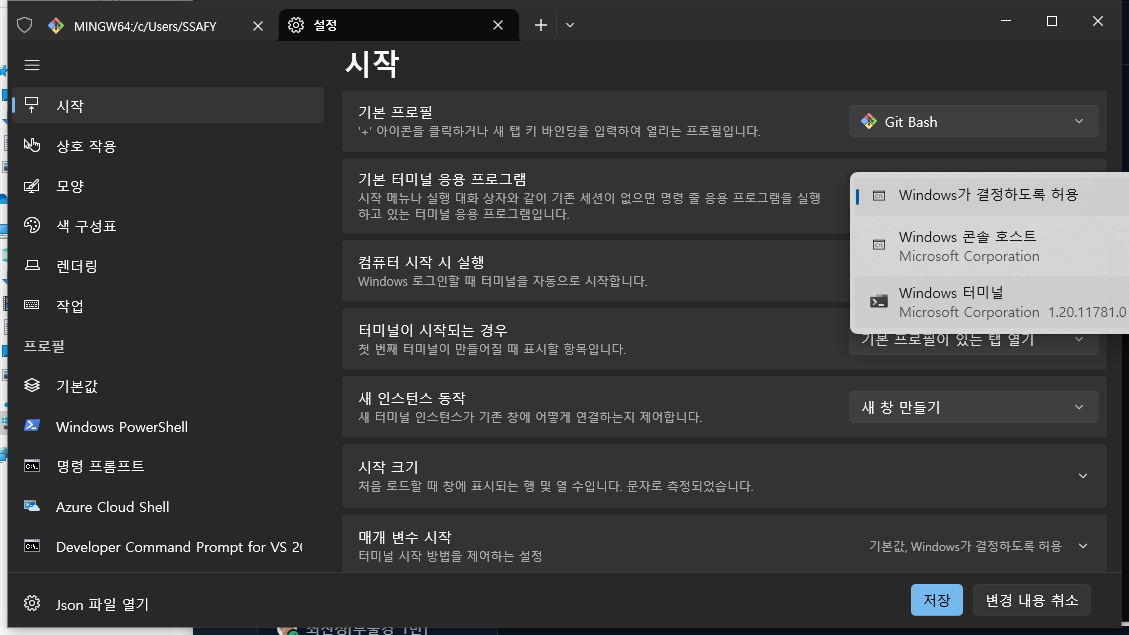 MINGW64:/c/Users/SSAFY
설정
시작
시작
상호 작용
모양
색 구성표
렌더링
작업
프로필
기본값
Windows PowerShell
명령 프롬프트
Azure Cloud Shell
Developer Command Prompt for VS 20
Json 파일 열기
기본 프로필
'+' 아이콘을 클릭하거나 새 탭 키 바인딩을 입력하여 열리는 프로필입니다.
Git Bash
기본 터미널 응용 프로그램
시작 메뉴나 실행 대화 상자와 같이 기존 세션이 없으면 명령 줄 응용 프로그램을 실행
하고 있는 터미널 응용 프로그램입니다.
Windows가 결정하도록 허용
Windows 콘솔 호스트
Microsoft Corporation
Windows 터미널
Microsoft Corporation 1.20.11781.0
컴퓨터 시작 시 실행
Windows 로그인할 때 터미널을 자동으로 시작합니다.
터미널이 시작되는 경우
첫 번째 터미널이 만들어질 때 표시할 항목입니다.
기본 프로필이 있는 탭 열기
새 인스턴스 동작
새 터미널 인스턴스가 기존 창에 어떻게 연결하는지 제어합니다.
새 창 만들기
시작 크기
처음 로드할 때 창에 표시되는 행 및 열 수입니다. 문자로 측정되었습니다.
매개 변수 시작
터미널 시작 방법을 제어하는 설정
기본값, Windows가 결정하도록 허용
저장
변경 내용 취소